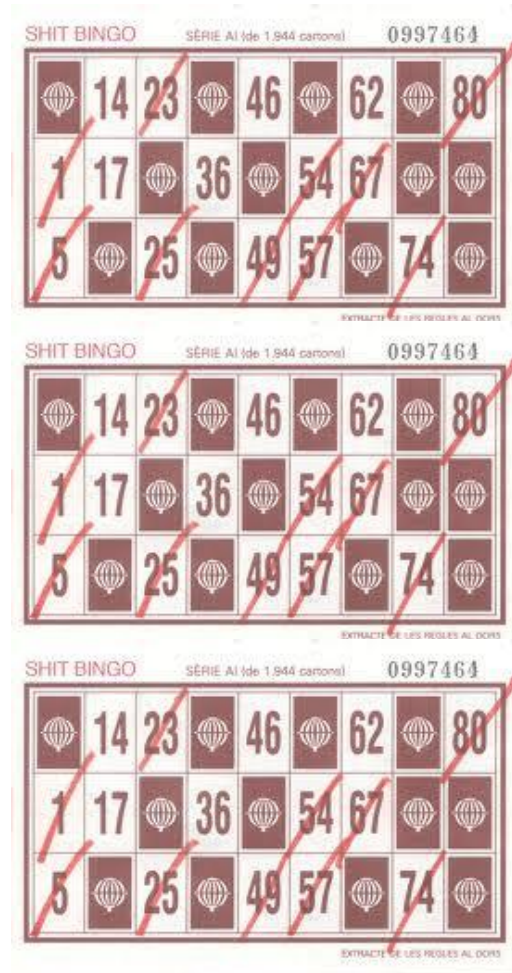 SHIT BINGO SÈRIE AI (de 1.944 cartons) 0997464
14 23 46 62 80
1 17 36 54 67
5 25 49 57 74
EXTRACTE DE LES REGLES AL DORS
SHIT BINGO SÈRIE AI (de 1.944 cartons) 0997464
14 23 46 62 80
1 17 36 54 67
5 25 49 57 74
EXTRACTE DE LES REGLES AL DORS
SHIT BINGO SÈRIE AI (de 1.944 cartons) 0997464
14 23 46 62 80
1 17 36 54 67
5 25 49 57 74
EXTRACTE DE LES REGLES AL DORS